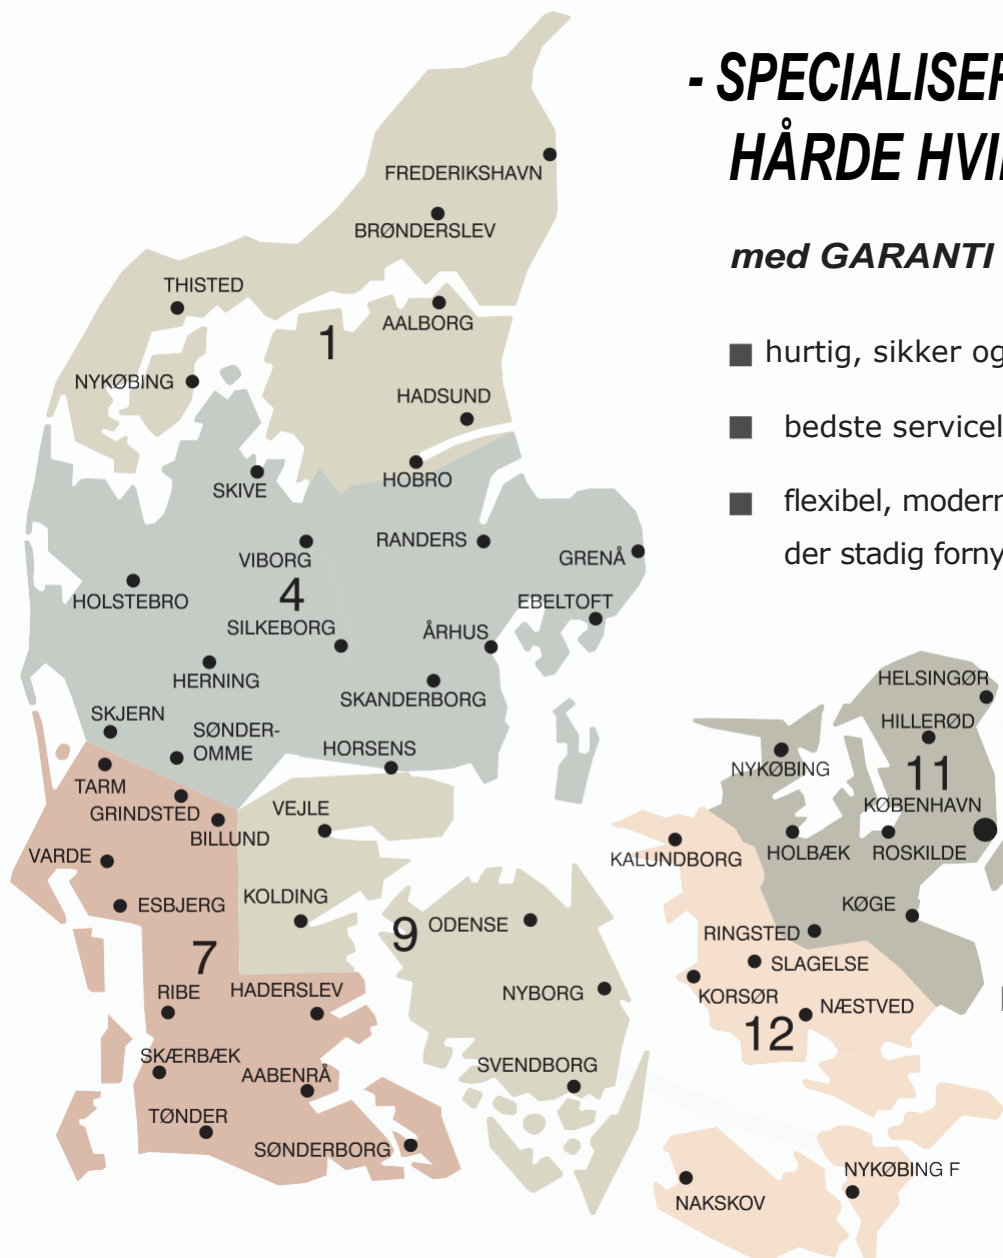 - SPECIALISER
HÅRDE HVI
med GARANTI
hurtig, sikker og
bedste servicel
flexibel, moderr
der stadig forny
FREDERIKSHAVN
BRØNDERSLEV
THISTED
AALBORG
1
NYKØBING
HADSUND
HOBRO
SKIVE
RANDERS
VIBORG
GRENÅ
HOLSTEBRO
4
EBELTOFT
SILKEBORG
ÅRHUS
HERNING
SKANDERBORG
SKJERN
SØNDER-
OMME
HORSENS
TARM
GRINDSTED
VEJLE
BILLUND
VARDE
KOLDING
ESBJERG
9
ODENSE
7
RIBE
HADERSLEV
NYBORG
SKÆRBÆK
AABENRÅ
SVENDBORG
TØNDER
SØNDERBORG
HELSINGØR
HILLERØD
NYKØBING
11
KØBENHAVN
KALUNDBORG
HOLBÆK
ROSKILDE
KØGE
RINGSTED
SLAGELSE
KORSØR
NÆSTVED
12
NYKØBING F
NAKSKOV